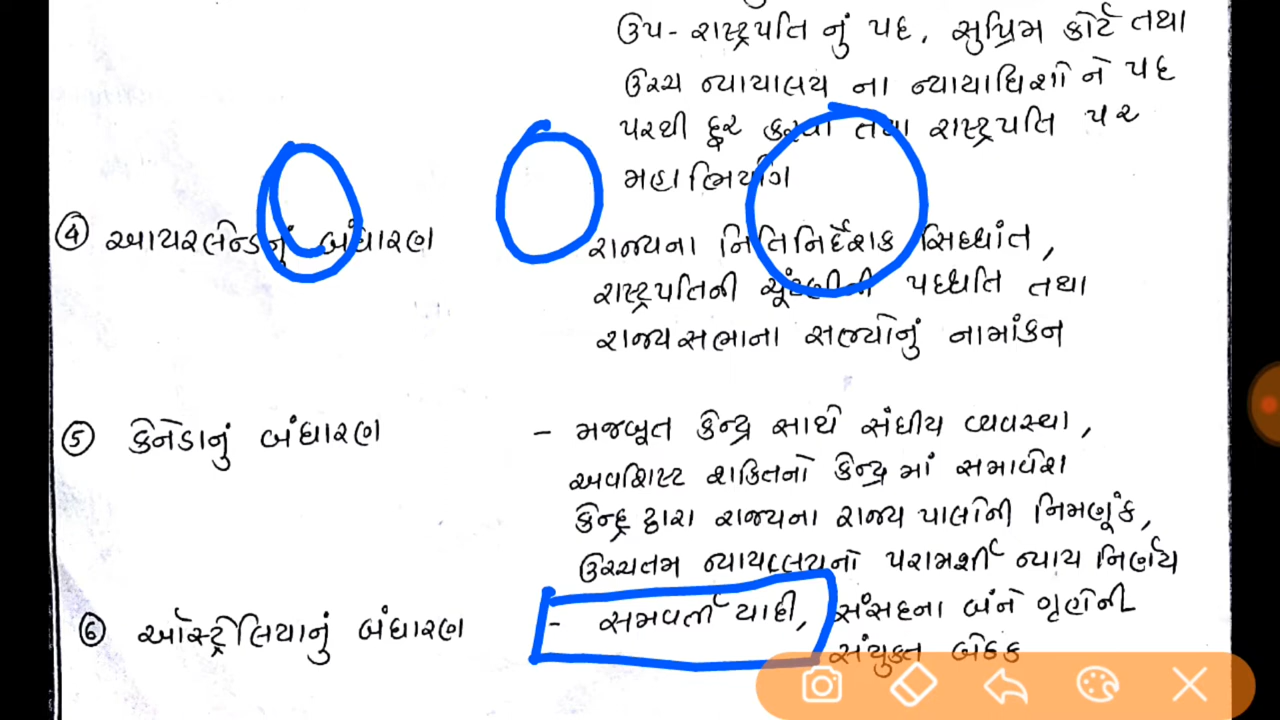 ઉપ- રાસ્ટ્રપતિ નું પદ, સુપ્રિમ કોર્ટ તથા
ઉચ્ચ ન્યાયાલય ના ન્યાયાધિશો ને પદ
પરથી દુર કરવા તથા રાસ્ટ્રપતિ પર
મહાભિયોગ
④ આયરલેન્ડનું બંધારણ રાજ્યના નિતિનિર્દેશક સિધ્ધાંત,
રાસ્ટ્રપતિની ચૂંટણીની પધ્ધતિ તથા
રાજ્યસભાના સભ્યોનું નામાંકન
⑤ કેનેડાનું બંધારણ - મજબૂત કેન્દ્ર સાથે સંઘીય વ્યવસ્થા,
અવશિસ્ટ શક્તિનો કેન્દ્ર માં સમાવેશ
કેન્દ્ર દ્વારા રાજ્યના રાજ્ય પાલોની નિમણૂંક,
ઉચ્ચતમ ન્યાયાલયનો પરામર્શી ન્યાય નિર્ણય
⑥ ઓસ્ટ્રેલિયાનું બંધારણ - સમવર્તી યાદી, સંસદના બંને ગૃહોની
સંયુક્ત બેઠક